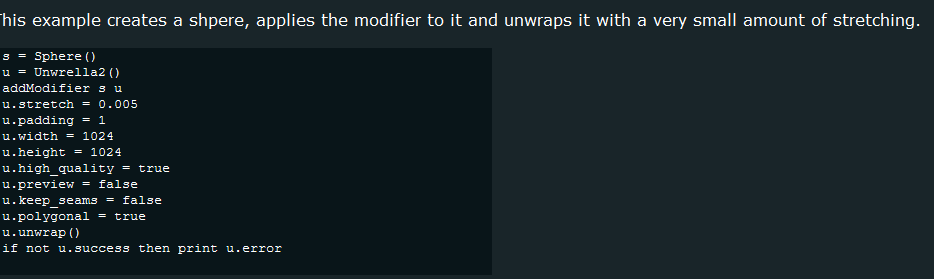 This example creates a shpere, applies the modifier to it and unwraps it with a very small amount of stretching.
s = Sphere()
u = Unwrella2()
addModifier s u
u.stretch = 0.005
u.padding = 1
u.width = 1024
u.height = 1024
u.high_quality = true
u.preview = false
u.keep_seams = false
u.polygonal = true
u.unwrap()
if not u.success then print u.error